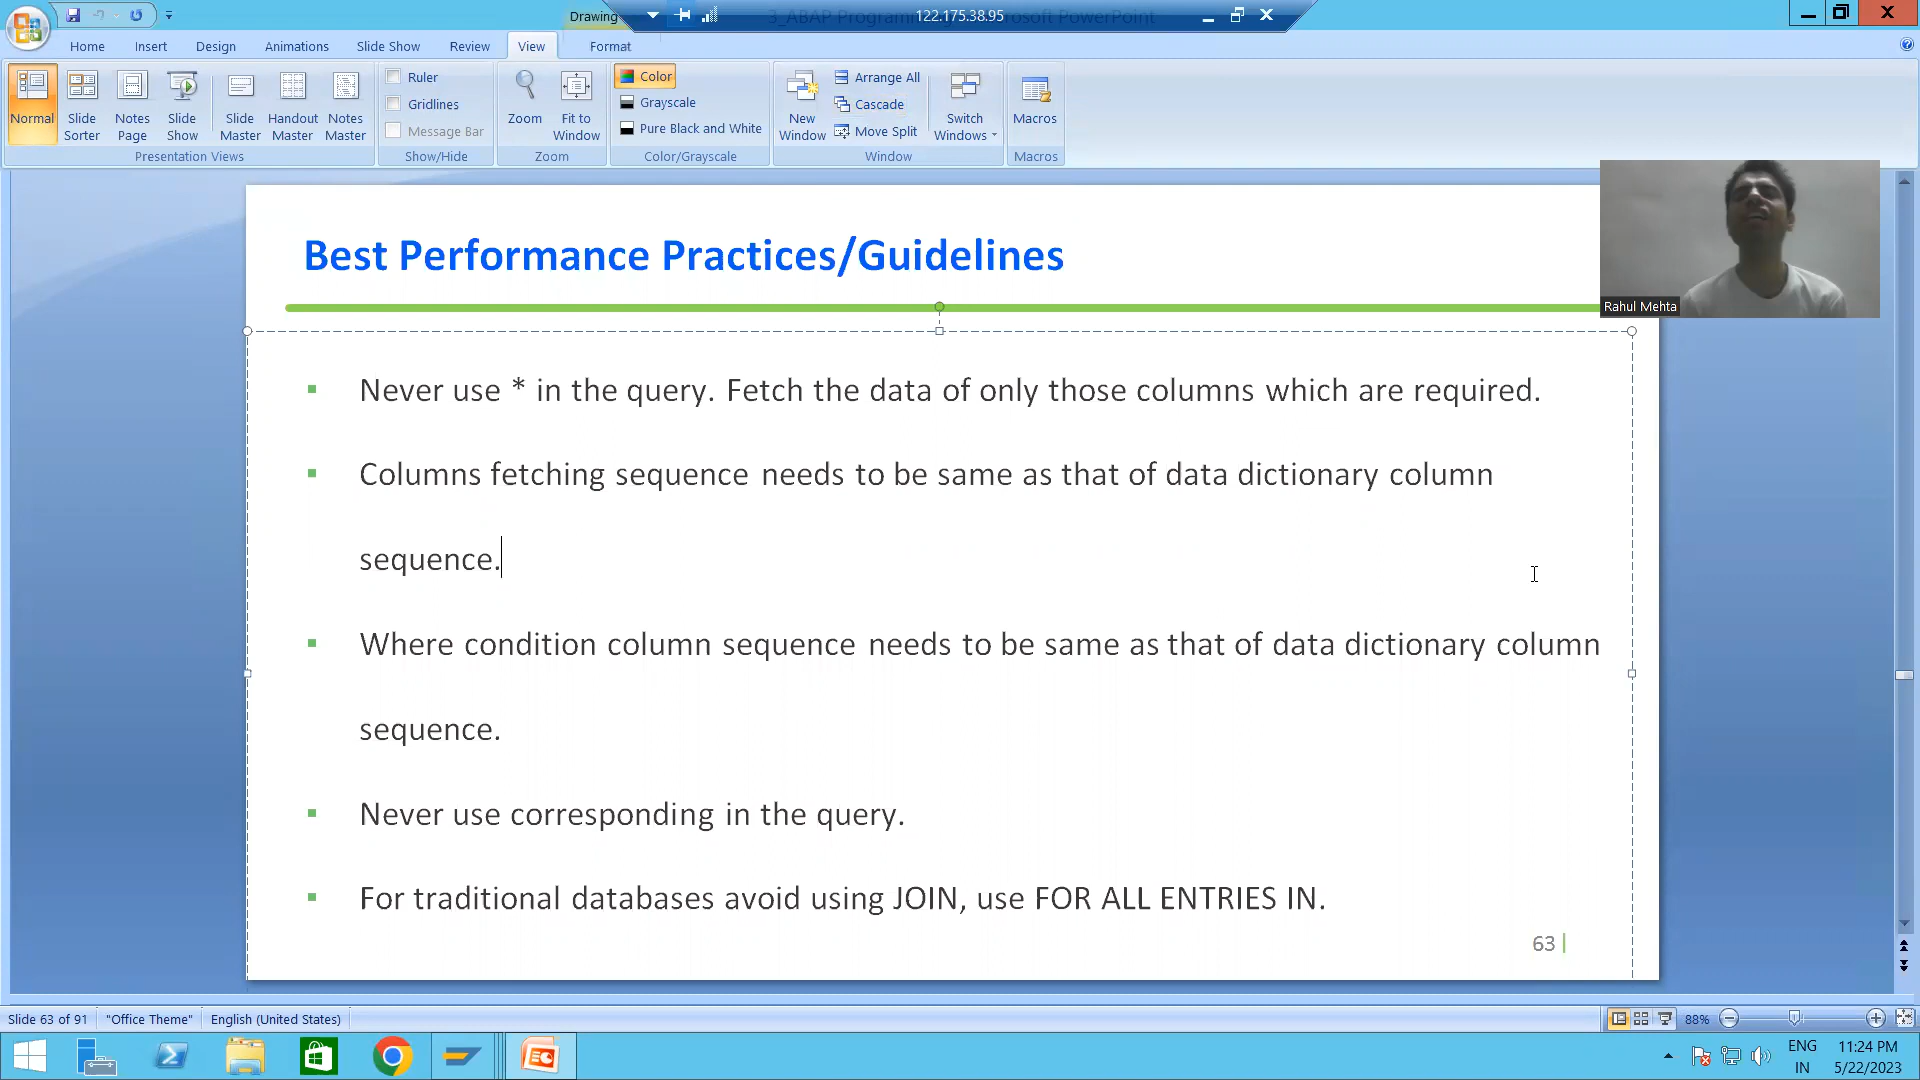 Drawing
3_ABAP Programm
122.175.38.95
rosoft PowerPoint
Home Insert Design Animations Slide Show Review View Format
Normal
Slide Sorter
Notes Page
Slide Show
Slide Master
Handout Master
Notes Master
Presentation Views
Ruler
Gridlines
Message Bar
Show/Hide
Zoom
Fit to Window
Zoom
Color
Grayscale
Pure Black and White
Color/Grayscale
New Window
Arrange All
Cascade
Move Split
Switch Windows
Window
Macros
Macros
Rahul Mehta
Best Performance Practices/Guidelines
Never use * in the query. Fetch the data of only those columns which are required.
Columns fetching sequence needs to be same as that of data dictionary column
sequence.
Where condition column sequence needs to be same as that of data dictionary column
sequence.
Never use corresponding in the query.
For traditional databases avoid using JOIN, use FOR ALL ENTRIES IN.
63
Slide 63 of 91 "Office Theme" English (United States) 88%
ENG 11:24 PM
IN 5/22/2023